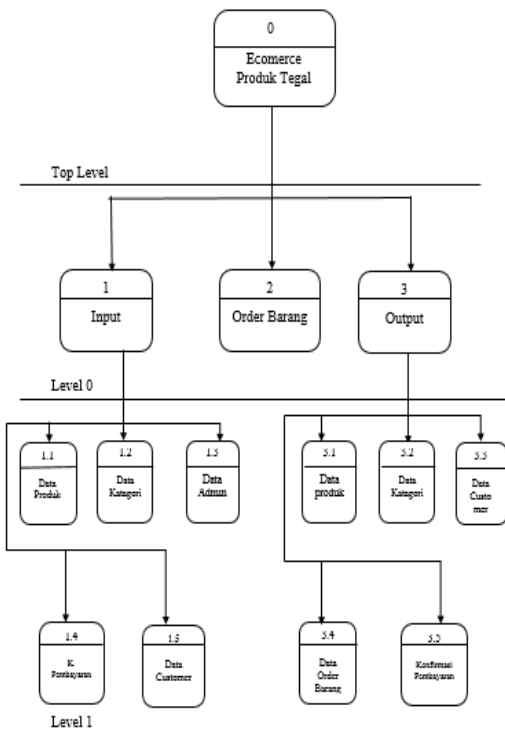 0
Ecomerce
Produk Tegal
Top Level
1
Input
2
Order Barang
3
Output
Level 0
1.1
Data
Produk
1.2
Data
Katagori
1.3
Data
Admin
3.1
Data
produk
3.2
Data
Katagori
3.3
Data
Custo
mer
1.4
K.
Pembayaran
1.5
Data
Customer
3.4
Data
Order
Barang
3.5
Konfirmasi
Pembayaran
Level 1